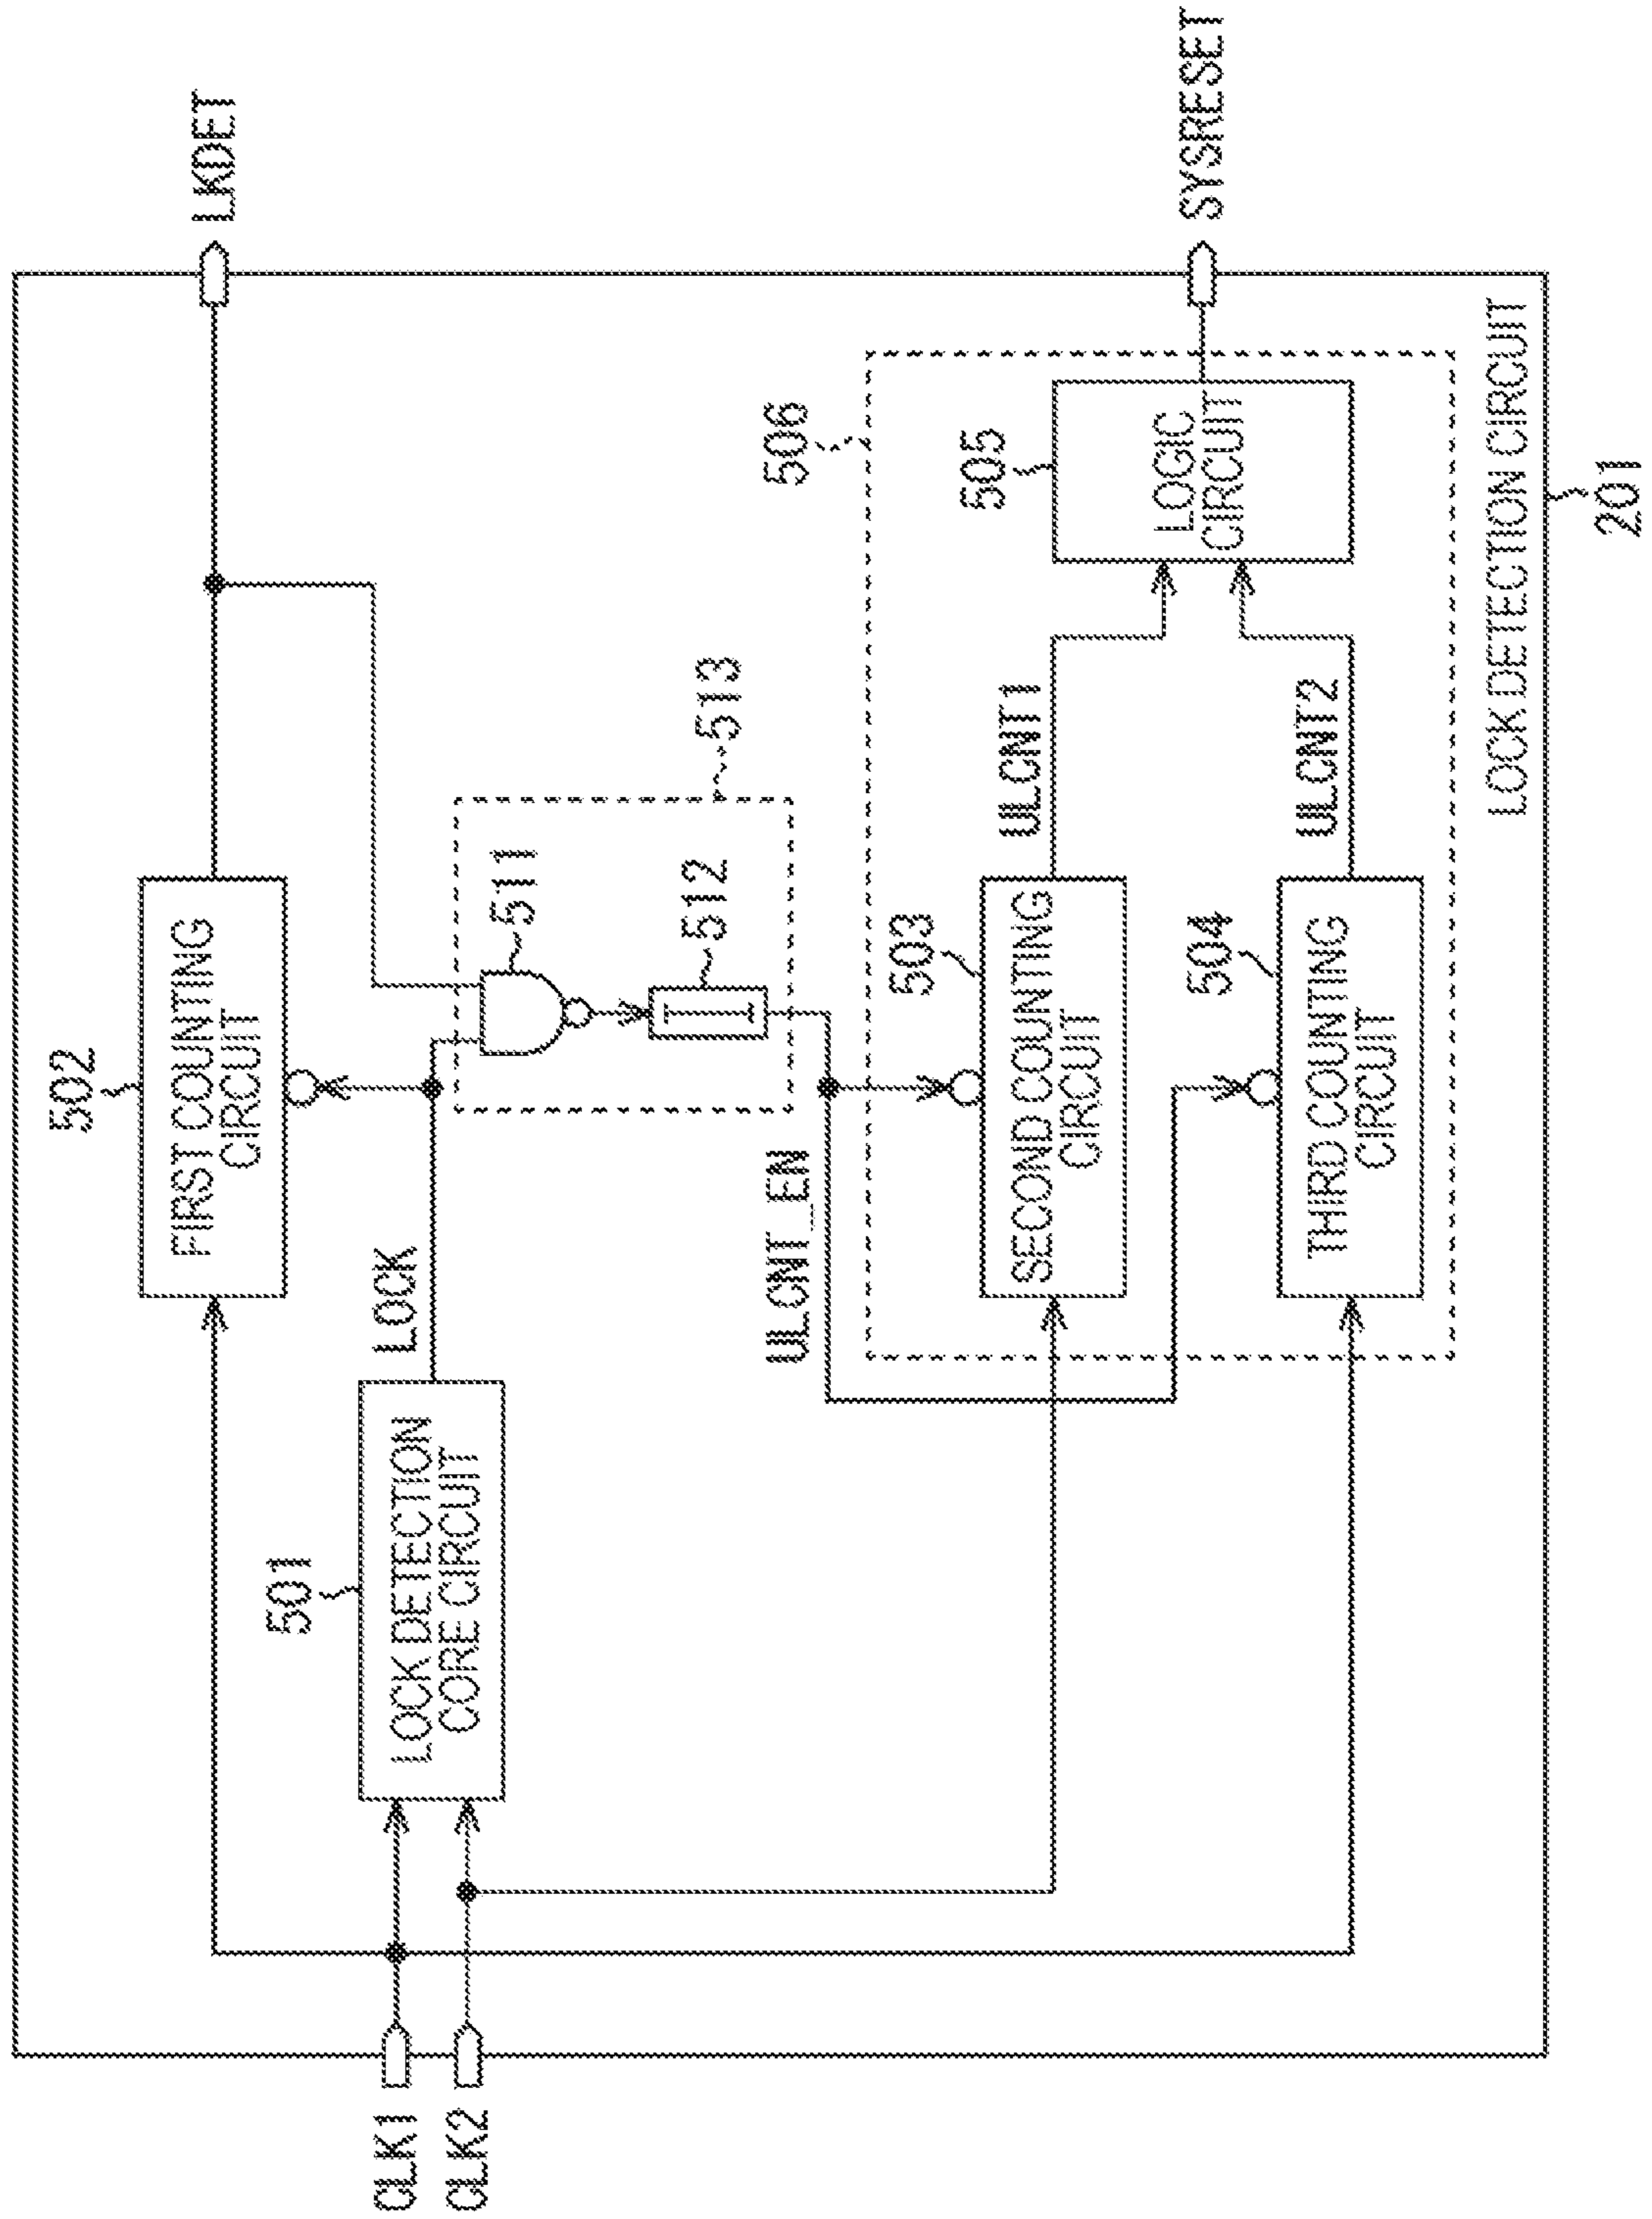 LKDET
502
FIRST COUNTING
CIRCUIT
501
LOCK DETECTION
CORE CIRCUIT
LOCK
CLK1
CLK2
511
512
513
ULCNT_EN
506
503
SECOND COUNTING
CIRCUIT
ULCNT1
505
LOGIC
CIRCUIT
SYSRESET
504
THIRD COUNTING
CIRCUIT
ULCNT2
LOCK DETECTION CIRCUIT
201